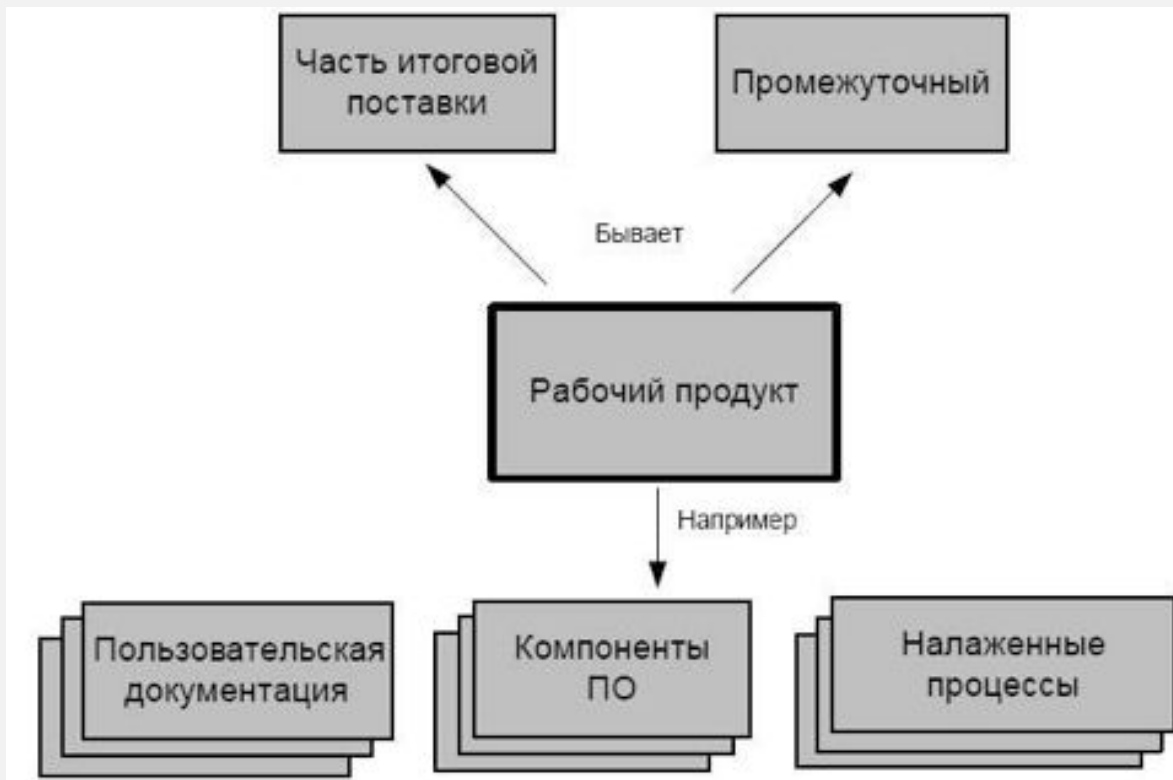 Часть итоговой
поставки
Промежуточный
Бывает
Рабочий продукт
Например
Пользовательская
документация
Компоненты
ПО
Налаженные
процессы